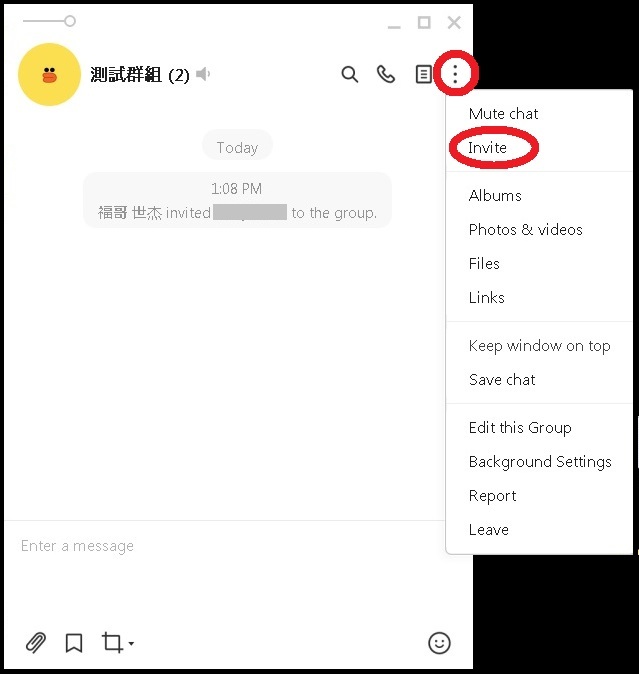 測試群組 (2)
Today
1:08 PM
福哥 世杰 invited to the group.
Mute chat
Invite
Albums
Photos & videos
Files
Links
Keep window on top
Save chat
Edit this Group
Background Settings
Report
Leave
Enter a message